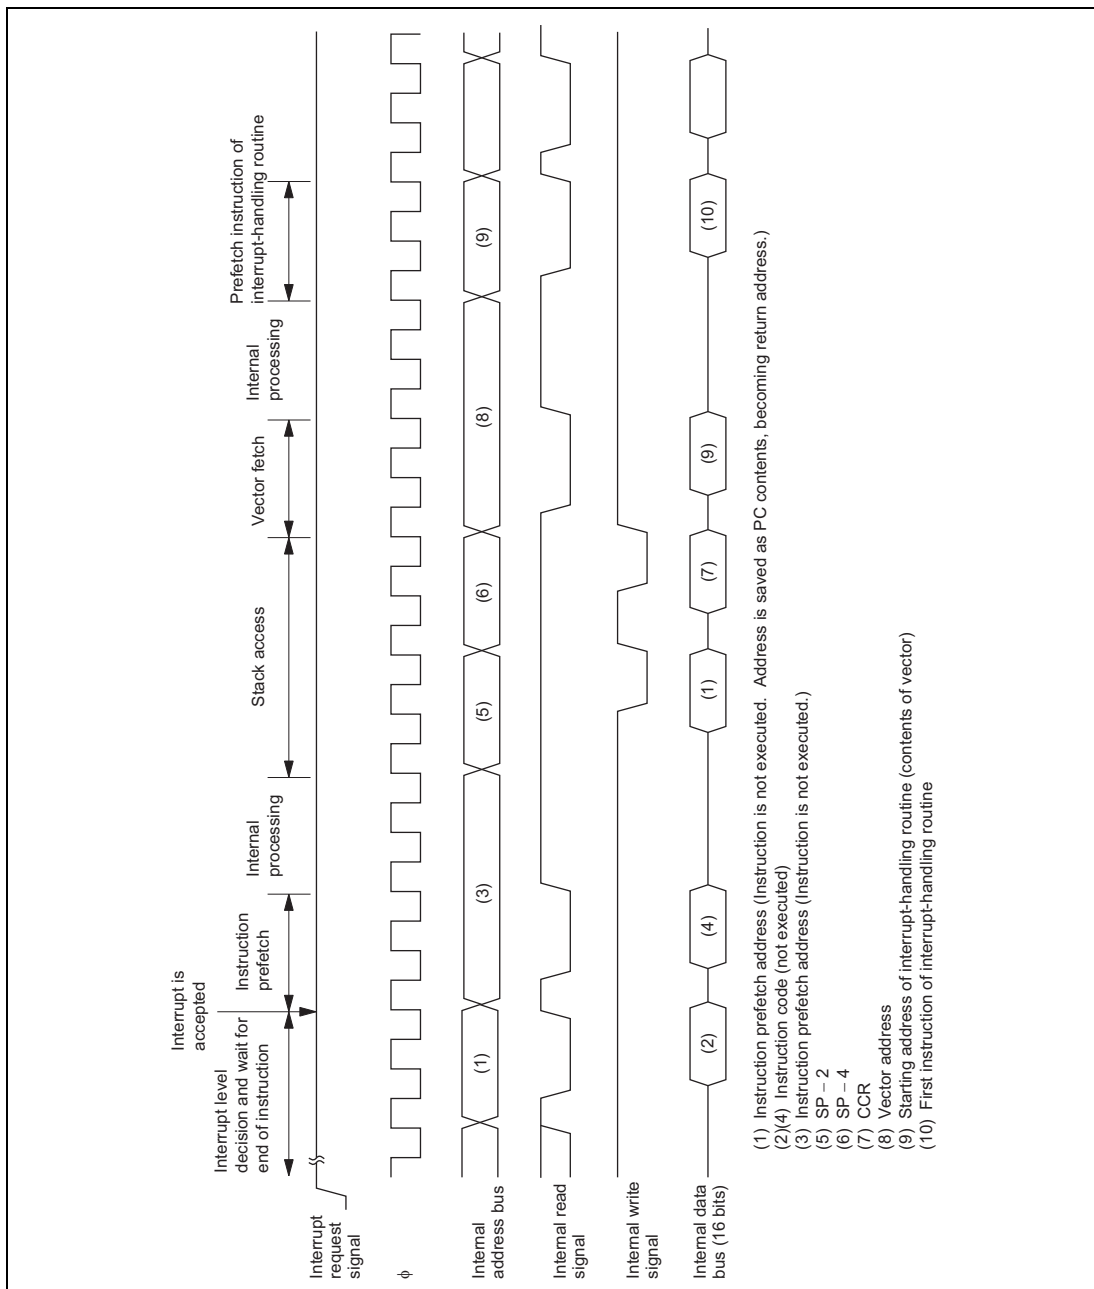 Interrupt is
accepted
Interrupt level
decision and wait for
end of instruction
Instruction
prefetch
Internal
processing
Stack access
Vector fetch
Internal
processing
Prefetch instruction of
interrupt-handling routine
Interrupt
request
signal
φ
Internal
address bus
(1)
(3)
(5)
(6)
(8)
(9)
Internal read
signal
Internal write
signal
Internal data
bus (16 bits)
(2)
(4)
(1)
(7)
(9)
(10)
(1) Instruction prefetch address (Instruction is not executed. Address is saved as PC contents, becoming return address.)
(2)(4) Instruction code (not executed)
(3) Instruction prefetch address (Instruction is not executed.)
(5) SP – 2
(6) SP – 4
(7) CCR
(8) Vector address
(9) Starting address of interrupt-handling routine (contents of vector)
(10) First instruction of interrupt-handling routine